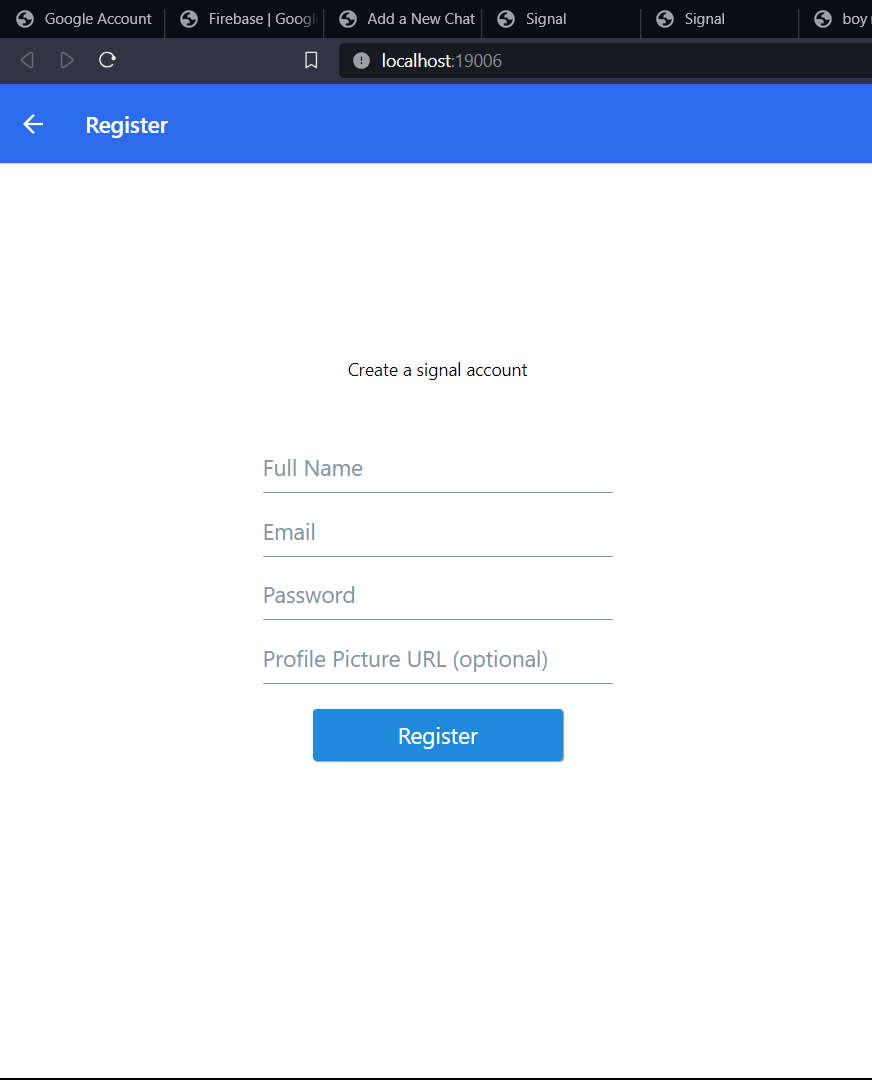 Google Account
Firebase | Googl
Add a New Chat
Signal
Signal
boy
localhost:19006
Register
Create a signal account
Full Name
Email
Password
Profile Picture URL (optional)
Register